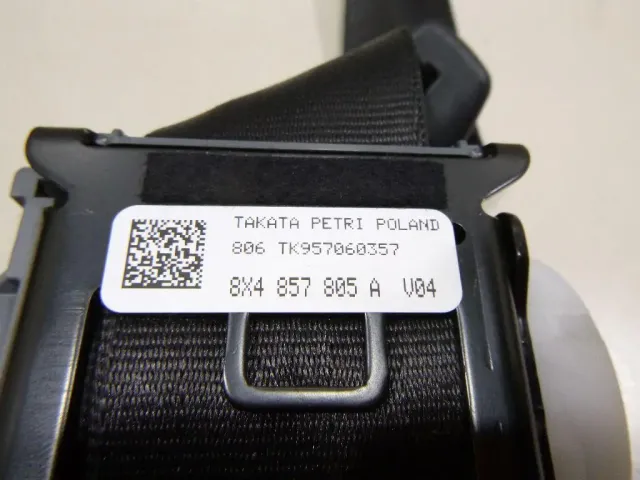 TAKATA PETRI POLAND
806 TK957060357
8X4 857 805 A V04